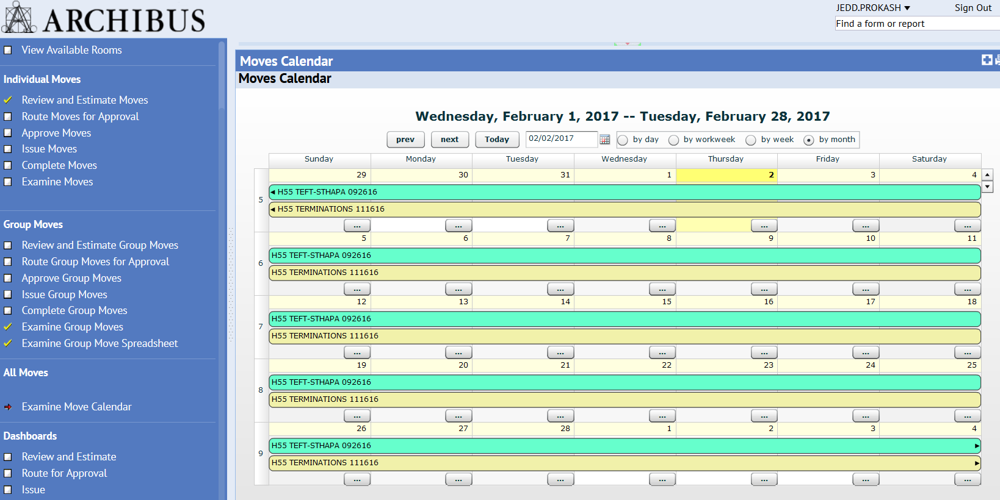 ARCHIBUS
JEDD.PROKASH ▼ Sign Out
Find a form or report
View Available Rooms
Individual Moves
Review and Estimate Moves
Route Moves for Approval
Approve Moves
Issue Moves
Complete Moves
Examine Moves
Group Moves
Review and Estimate Group Moves
Route Group Moves for Approval
Approve Group Moves
Issue Group Moves
Complete Group Moves
Examine Group Moves
Examine Group Move Spreadsheet
All Moves
Examine Move Calendar
Dashboards
Review and Estimate
Route for Approval
Issue
Moves Calendar
Moves Calendar
Wednesday, February 1, 2017 -- Tuesday, February 28, 2017
prev next Today 02/02/2017 by day by workweek by week by month
Sunday Monday Tuesday Wednesday Thursday Friday Saturday
29 30 31 1 2 3 4
5
H55 TEFT-STHAPA 092616
H55 TERMINATIONS 111616
... ... ... ... ... ... ...
5 6 7 8 9 10 11
6
H55 TEFT-STHAPA 092616
H55 TERMINATIONS 111616
... ... ... ... ... ... ...
12 13 14 15 16 17 18
7
H55 TEFT-STHAPA 092616
H55 TERMINATIONS 111616
... ... ... ... ... ... ...
19 20 21 22 23 24 25
8
H55 TEFT-STHAPA 092616
H55 TERMINATIONS 111616
... ... ... ... ... ... ...
26 27 28 1 2 3 4
9
H55 TEFT-STHAPA 092616
H55 TERMINATIONS 111616
... ... ... ... ... ... ...